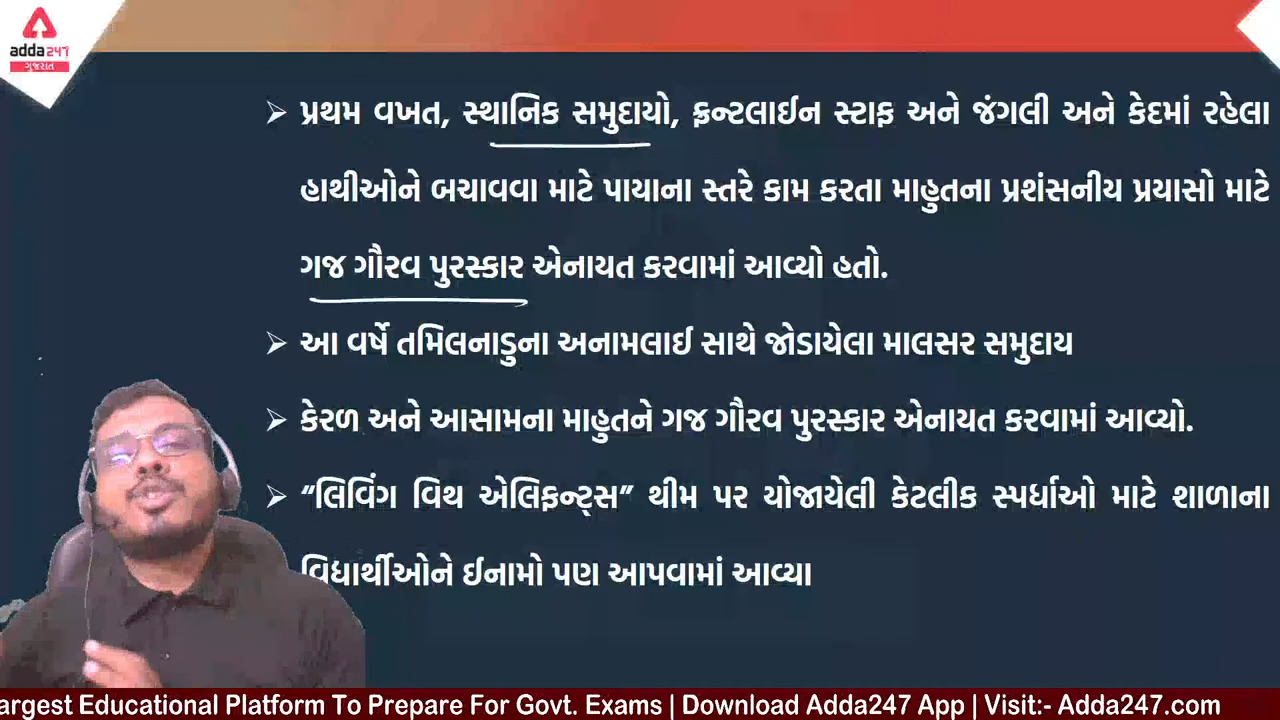 adda247
ગુજરાત
➢ પ્રથમ વખત, સ્થાનિક સમુદાયો, ફ્રન્ટલાઈન સ્ટાફ અને જંગલી અને કેદમાં રહેલા
હાથીઓને બચાવવા માટે પાયાના સ્તરે કામ કરતા માહુતના પ્રશંસનીય પ્રયાસો માટે
ગજ ગૌરવ પુરસ્કાર એનાયત કરવામાં આવ્યો હતો.
➢ આ વર્ષે તમિલનાડુના અનામલાઈ સાથે જોડાયેલા માલસર સમુદાય
➢ કેરળ અને આસામના માહુતને ગજ ગૌરવ પુરસ્કાર એનાયત કરવામાં આવ્યો.
➢ “લિવિંગ વિથ એલિફન્ટ્સ” થીમ પર યોજાયેલી કેટલીક સ્પર્ધાઓ માટે શાળાના
વિદ્યાર્થીઓને ઈનામો પણ આપવામાં આવ્યા
argest Educational Platform To Prepare For Govt. Exams | Download Adda247 App | Visit:- Adda247.com